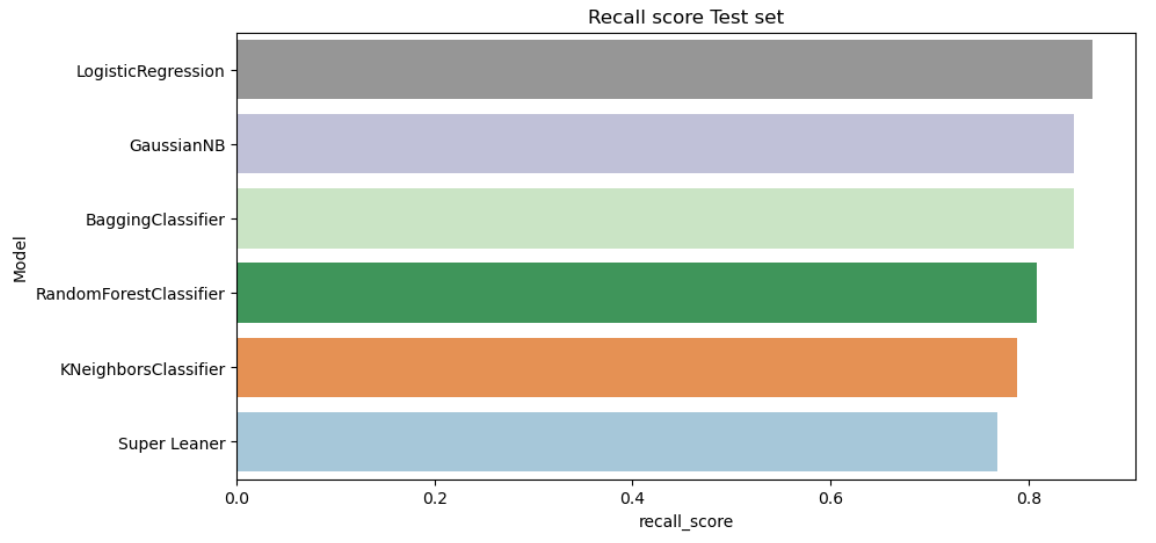 Recall score Test set
Model
LogisticRegression
GaussianNB
BaggingClassifier
RandomForestClassifier
KNeighborsClassifier
Super Leaner
0.0 0.2 0.4 0.6 0.8
recall_score